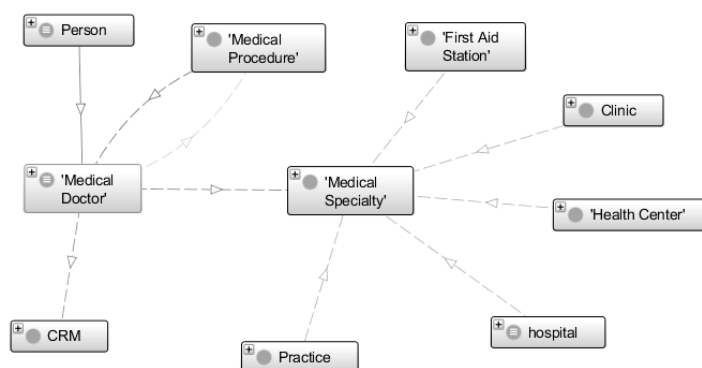 Person
'Medical
Procedure'
'First Aid
Station'
Clinic
'Medical
Doctor'
'Medical
Specialty'
'Health Center'
CRM
Practice
hospital